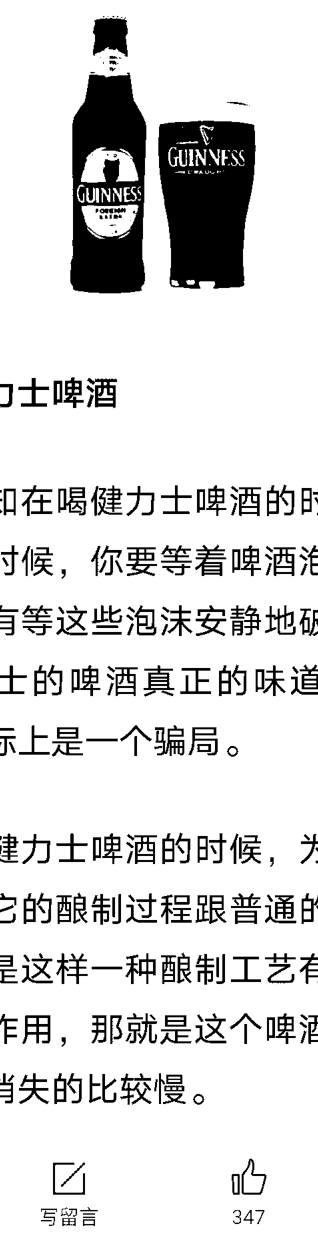 GUINNESS
FOREIGN
EXTRA
GUINNESS
DRAUGHT
力士啤酒
知在喝健力士啤酒的时
时候，你要等着啤酒泡
有等这些泡沫安静地破
士的啤酒真正的味道
际上是一个骗局。
健力士啤酒的时候，为
它的酿制过程跟普通的
是这样一种酿制工艺有
作用，那就是这个啤酒
消失的比较慢。
写留言
347